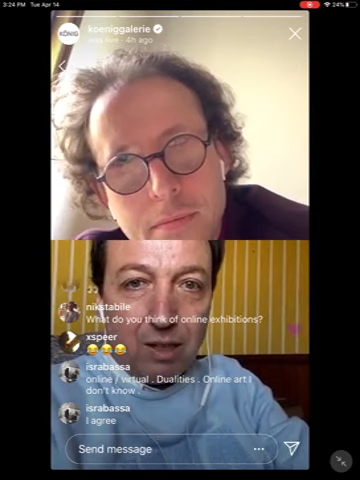 3:24 PM Tue Apr 14
24%
KÖNIG
koeniggalerie
was live · 4h ago
nikstabile
What do you think of online exhibitions?
xspeer
😂😂😂
israbassa
online / virtual . Dualities . Online art I
don't know .
israbassa
I agree
Send message